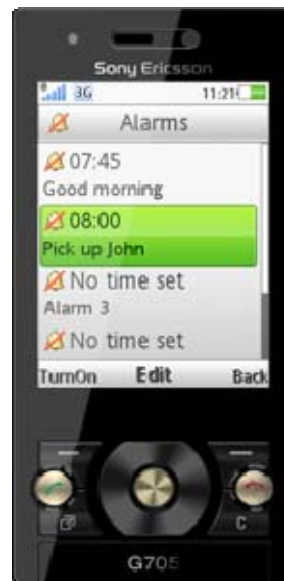 Sony Ericsson
3G 11:21
Alarms
07:45
Good morning
08:00
Pick up John
No time set
Alarm 3
No time set
TurnOn Edit Back
C
G705